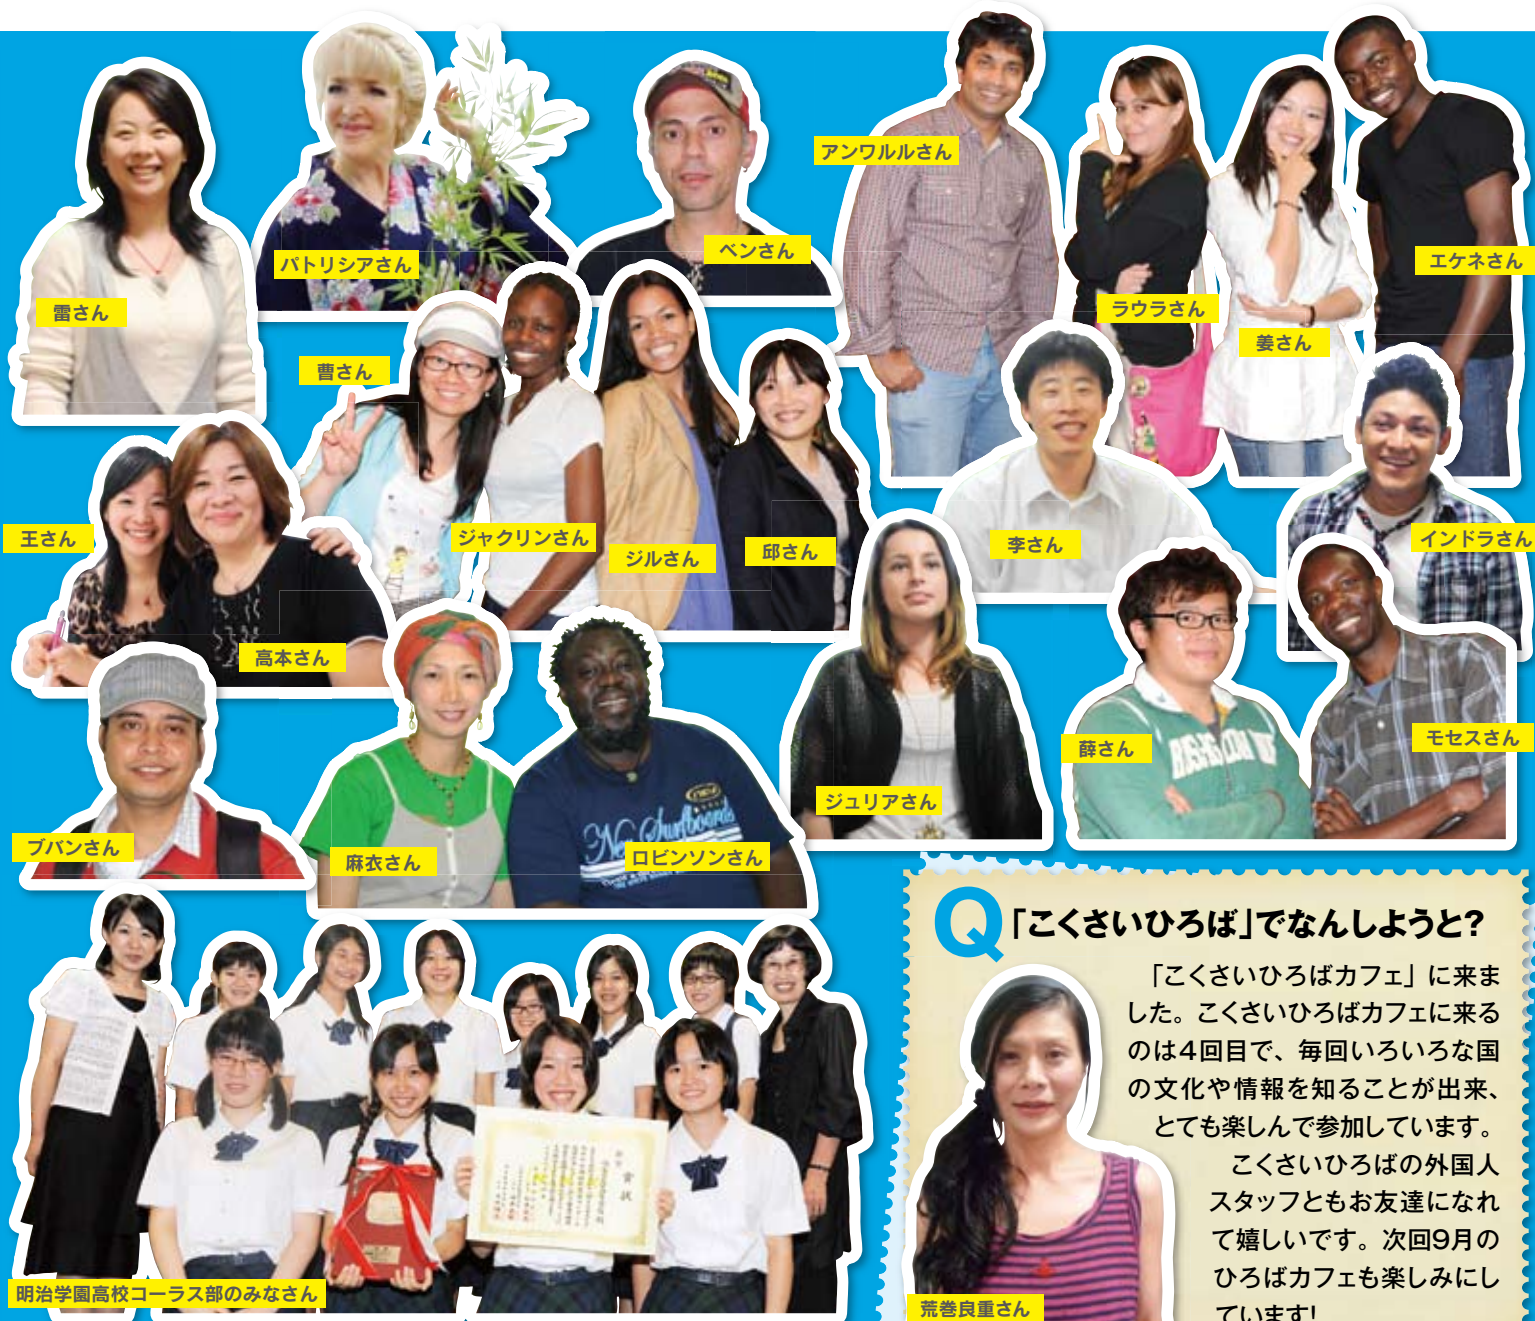 アンワルルさん
パトリシアさん
ベンさん
エケネさん
雷さん
ラウラさん
姜さん
曹さん
王さん
ジャクリンさん
ジルさん
邱さん
李さん
インドラさん
高本さん
薛さん
モセスさん
ジュリアさん
ブバンさん
麻衣さん
ロビンソンさん
New Surfboards
明治学園高校コーラス部のみなさん
賞状
Q「こくさいひろば」でなんしようと?
「こくさいひろばカフェ」に来ま
した。こくさいひろばカフェに来る
のは4回目で、毎回いろいろな国
の文化や情報を知ることが出来、
とても楽しんで参加しています。
こくさいひろばの外国人
スタッフともお友達になれ
て嬉しいです。次回9月の
ひろばカフェも楽しみにし
ています!
荒巻良重さん